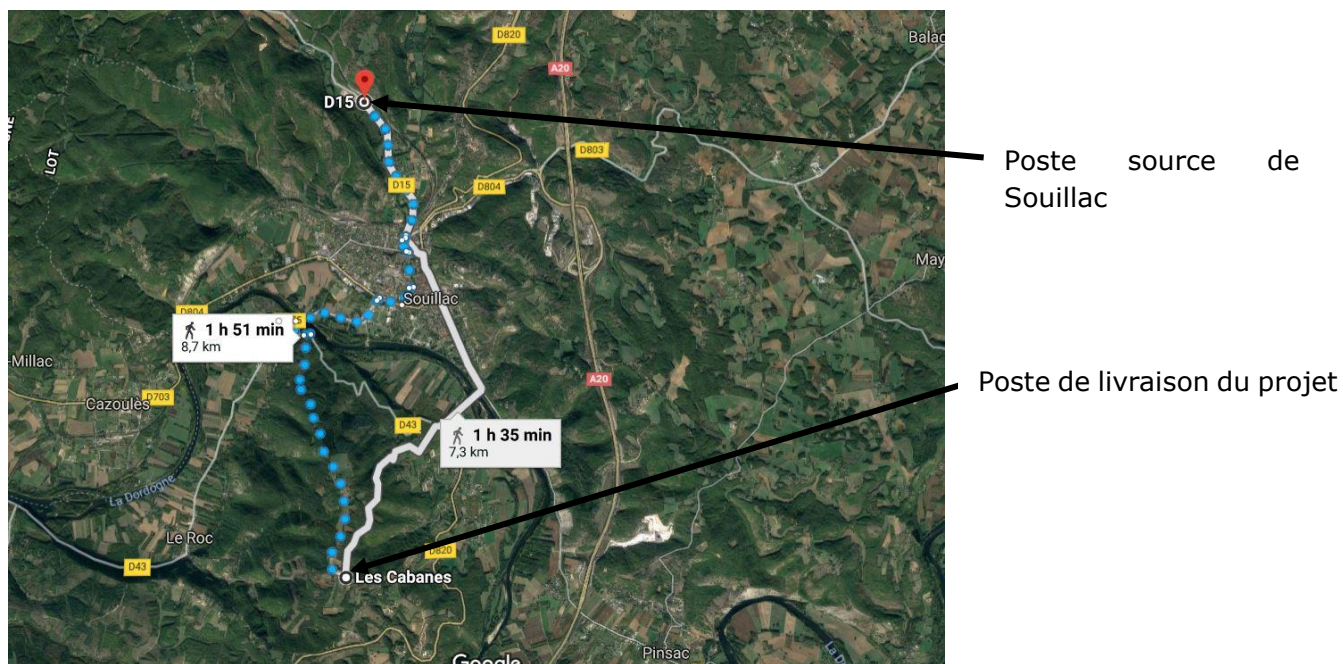 D820
Balad
A20
D15
LOT
D803
D15
D804
May
Souillac
D804
1 h 51 min
8,7 km
-Millac
A20
D703
Cazoulès
D43
1 h 35 min
7,3 km
La Dordogne
Le Roc
D820
D43
Les Cabanes
Google
Pinsac
Poste source de
Souillac
Poste de livraison du projet